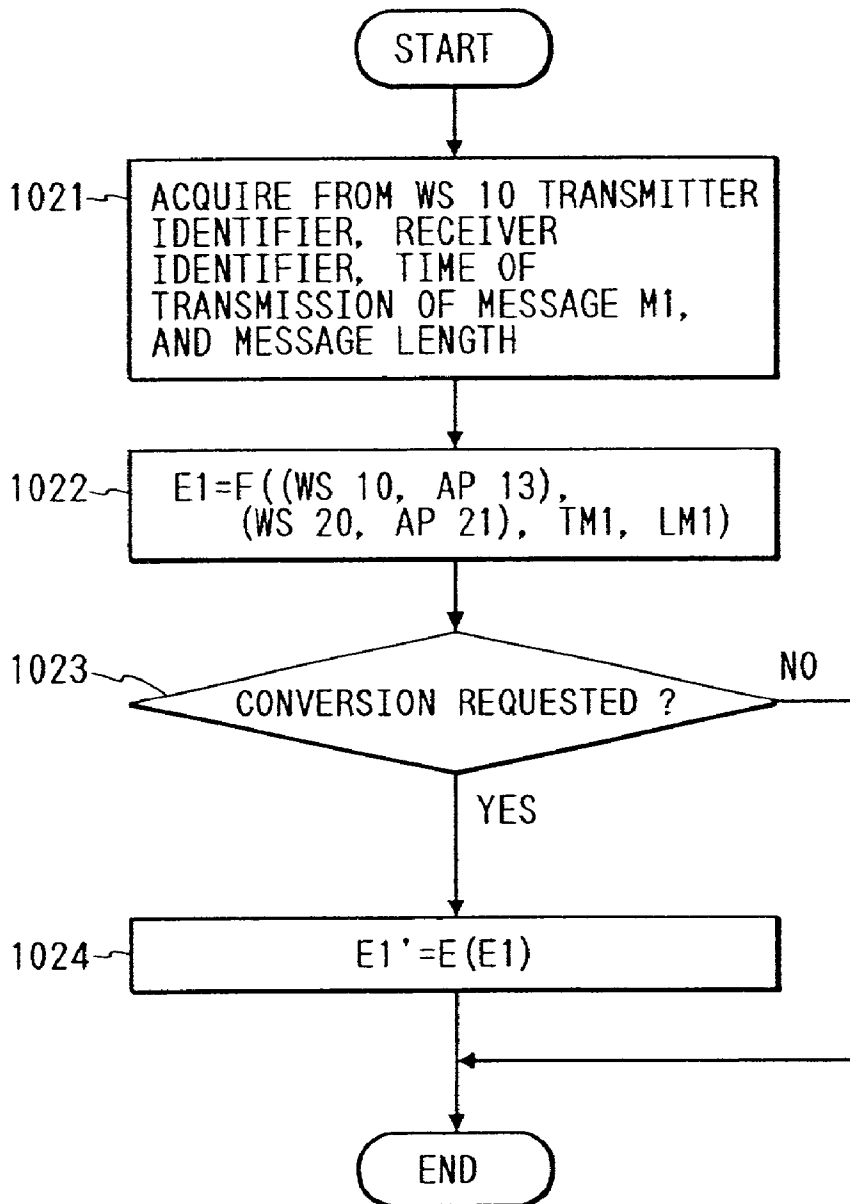 START
1021
ACQUIRE FROM WS 10 TRANSMITTER
IDENTIFIER, RECEIVER
IDENTIFIER, TIME OF
TRANSMISSION OF MESSAGE M1,
AND MESSAGE LENGTH
1022
E1=F((WS 10, AP 13),
(WS 20, AP 21), TM1, LM1)
1023
CONVERSION REQUESTED ?
NO
YES
1024
E1'=E(E1)
END